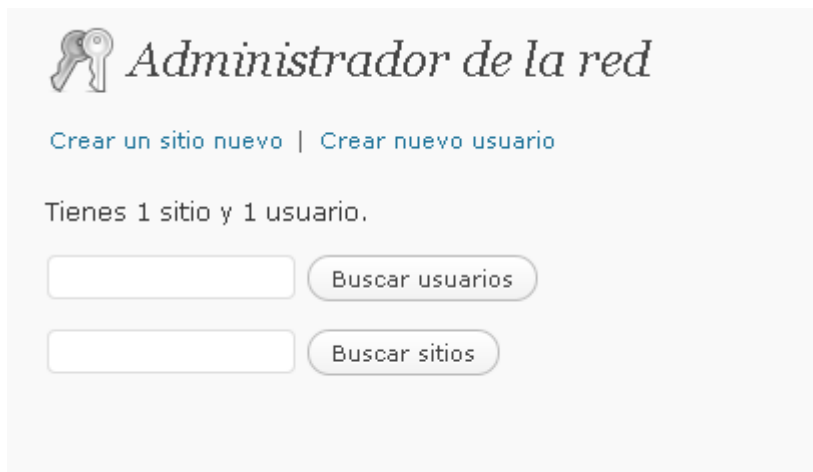 Administrador de la red
Crear un sitio nuevo | Crear nuevo usuario
Tienes 1 sitio y 1 usuario.
Buscar usuarios
Buscar sitios